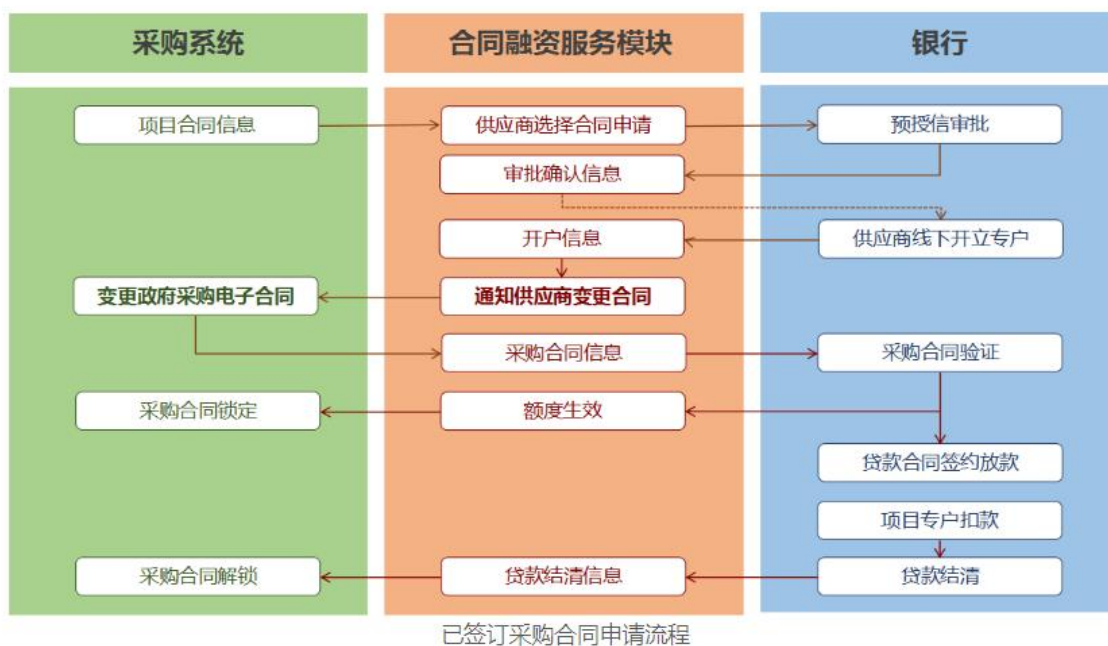 采购系统
合同融资服务模块
银行
项目合同信息
供应商选择合同申请
预授信审批
审批确认信息
开户信息
供应商线下开立专户
变更政府采购电子合同
通知供应商变更合同
采购合同信息
采购合同验证
采购合同锁定
额度生效
贷款合同签约放款
项目专户扣款
采购合同解锁
贷款结清信息
贷款结清
已签订采购合同申请流程